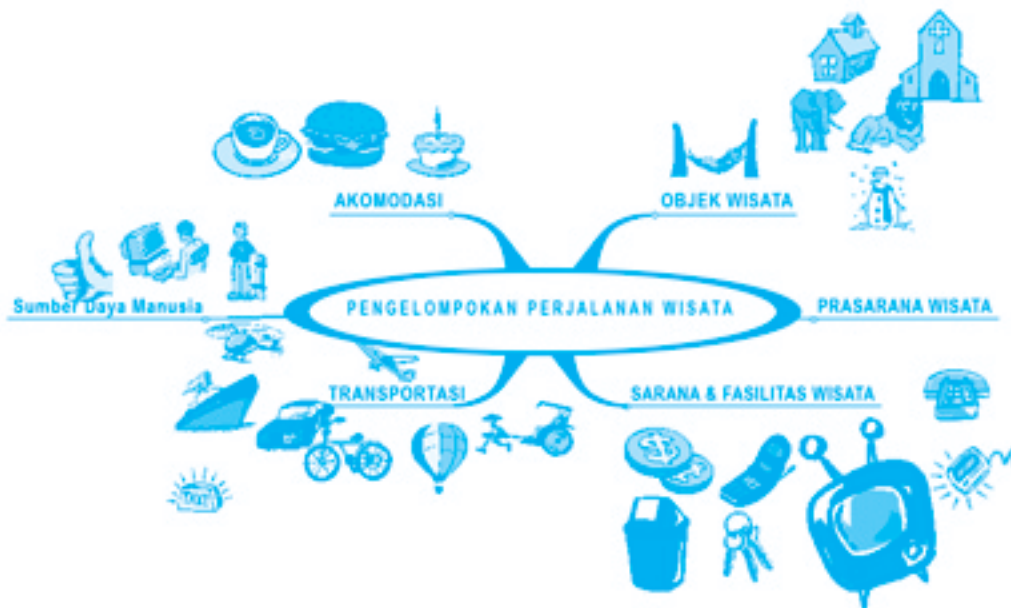 AKOMODASI
OBJEK WISATA
Sumber Daya Manusia
PENGELOMPOKAN PERJALANAN WISATA
PRASARANA WISATA
TRANSPORTASI
SARANA & FASILITAS WISATA